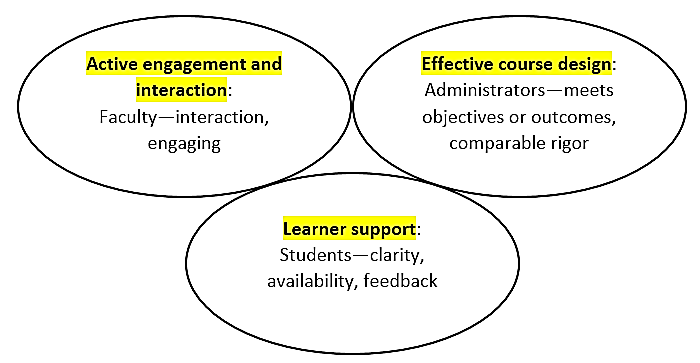 Active engagement and
interaction:
Faculty—interaction,
engaging
Effective course design:
Administrators—meets
objectives or outcomes,
comparable rigor
Learner support:
Students—clarity,
availability, feedback